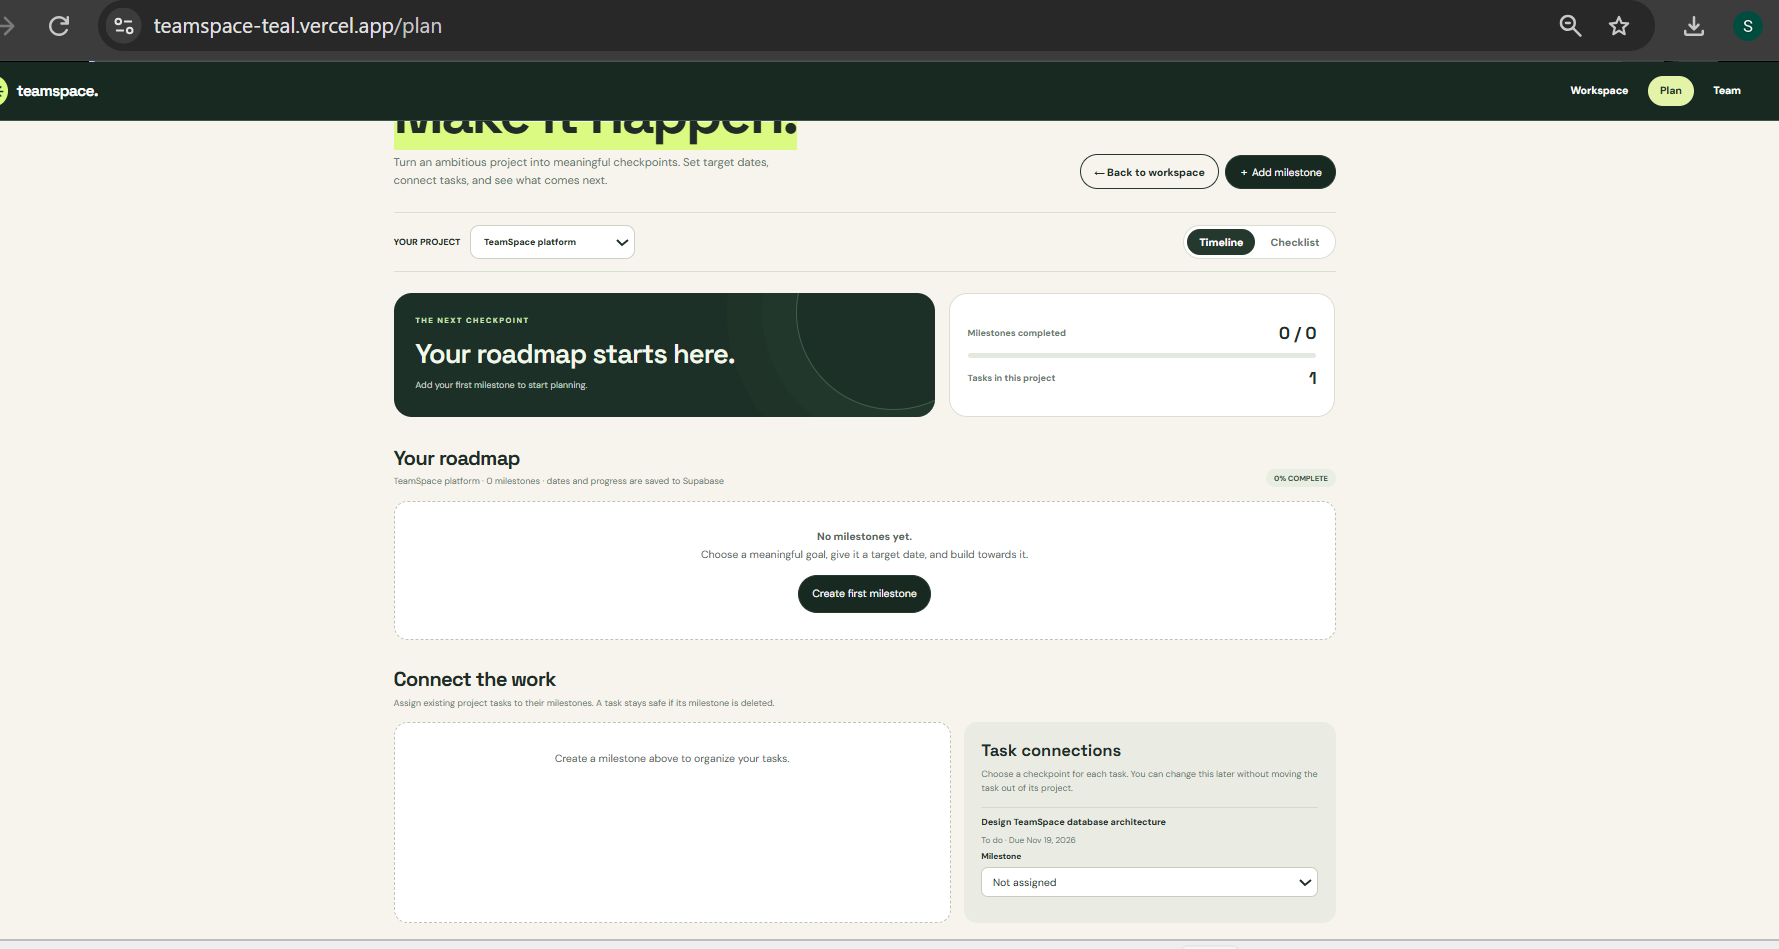 teamspace-teal.vercel.app/plan
S
teamspace.
Workspace
Plan
Team
Make it happen.
Turn an ambitious project into meaningful checkpoints. Set target dates,
connect tasks, and see what comes next.
← Back to workspace
+ Add milestone
YOUR PROJECT
TeamSpace platform
Timeline
Checklist
THE NEXT CHECKPOINT
Your roadmap starts here.
Add your first milestone to start planning.
Milestones completed
0 / 0
Tasks in this project
1
Your roadmap
TeamSpace platform · 0 milestones · dates and progress are saved to Supabase
0% COMPLETE
No milestones yet.
Choose a meaningful goal, give it a target date, and build towards it.
Create first milestone
Connect the work
Assign existing project tasks to their milestones. A task stays safe if its milestone is deleted.
Create a milestone above to organize your tasks.
Task connections
Choose a checkpoint for each task. You can change this later without moving the
task out of its project.
Design TeamSpace database architecture
To do · Due Nov 19, 2026
Milestone
Not assigned